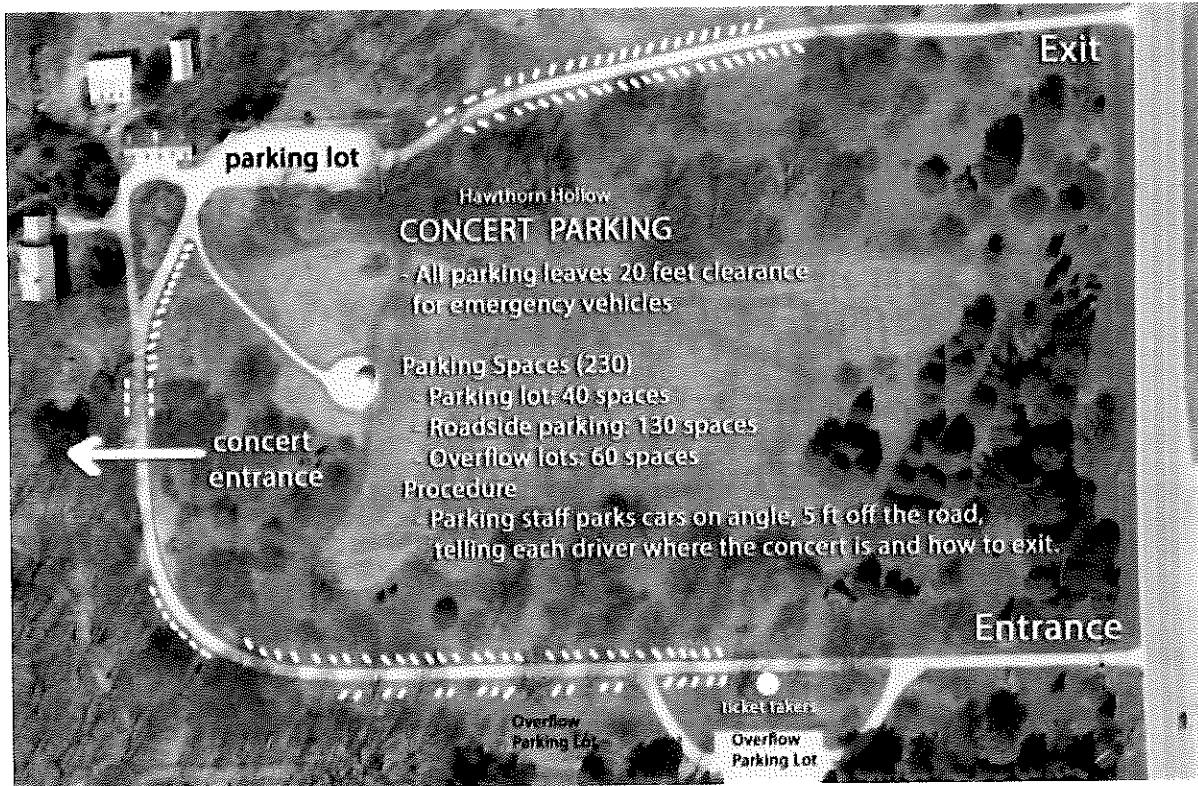 Exit
parking lot
Hawthorn Hollow
CONCERT PARKING
- All parking leaves 20 feet clearance
for emergency vehicles
Parking Spaces (230)
- Parking lot: 40 spaces
- Roadside parking: 130 spaces
- Overflow lots: 60 spaces
concert
entrance
Procedure
- Parking staff parks cars on angle, 5 ft off the road,
telling each driver where the concert is and how to exit.
Entrance
ticket takers
Overflow
Parking Lot
Overflow
Parking Lot